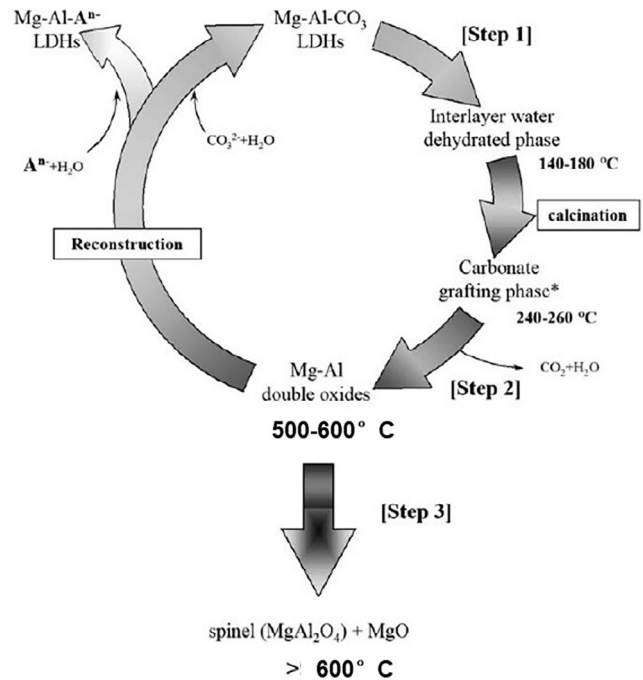 Mg-Al-Aⁿ⁻
LDHs
Mg-Al-CO₃
LDHs
[Step 1]
Interlayer water
dehydrated phase
140-180 °C
calcination
Carbonate
grafting phase*
240-260 °C
CO₂+H₂O
[Step 2]
Mg-Al
double oxides
500-600° C
Reconstruction
Aⁿ⁻+H₂O
CO₃²⁻+H₂O
[Step 3]
spinel (MgAl₂O₄) + MgO
> 600° C